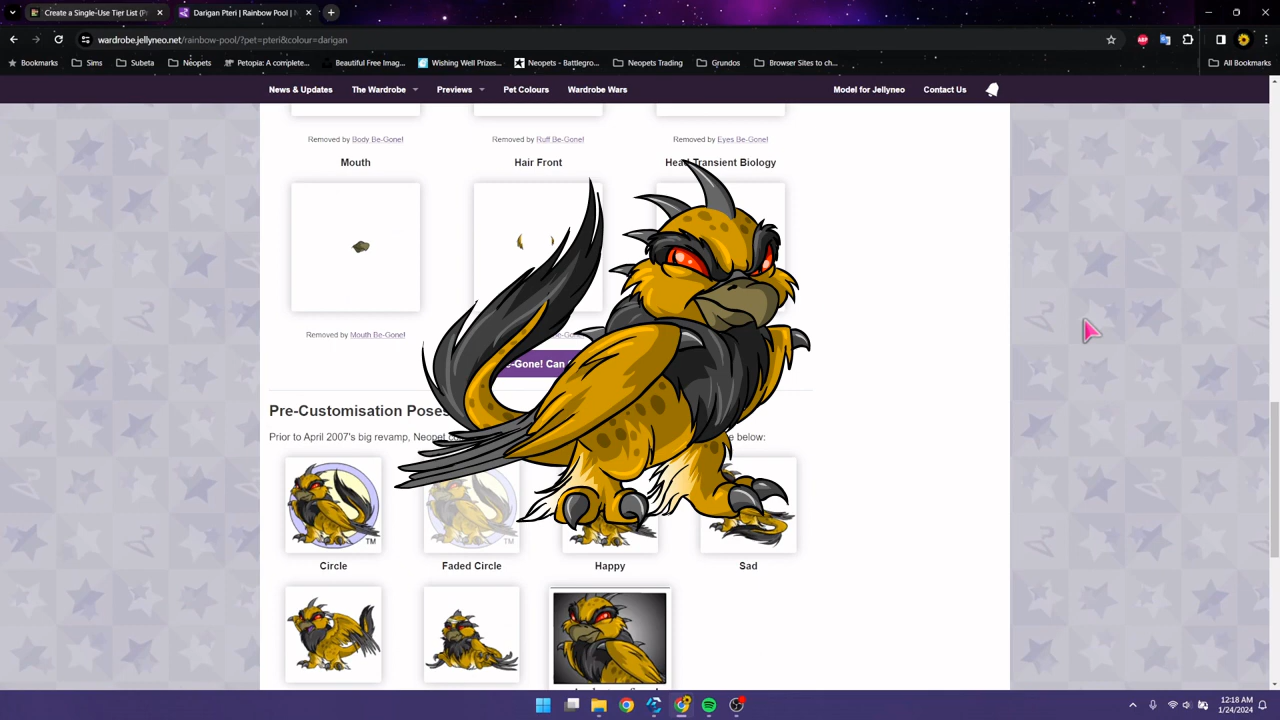 Create a Single-Use Tier List (P
Darigan Pteri | Rainbow Pool |
wardrobe.jellyneo.net/rainbow-pool/?pet=pteri&colour=darigan
Bookmarks
Sims
Subeta
Neopets
Petopia: A complete...
Beautiful Free Imag...
Wishing Well Prizes...
Neopets - Battlegro...
Neopets Trading
Grundos
Browser Sites to ch...
All Bookmarks
News & Updates
The Wardrobe
Previews
Pet Colours
Wardrobe Wars
Model for Jellyneo
Contact Us
Removed by Body Be-Gone!
Removed by Ruff Be-Gone!
Removed by Eyes Be-Gone!
Mouth
Hair Front
Head Transient Biology
Removed by Mouth Be-Gone!
Pre-Customisation Poses
Prior to April 2007's big revamp, Neopet
below:
TM
TM
Circle
Faded Circle
Happy
Sad
12:18 AM
1/24/2024